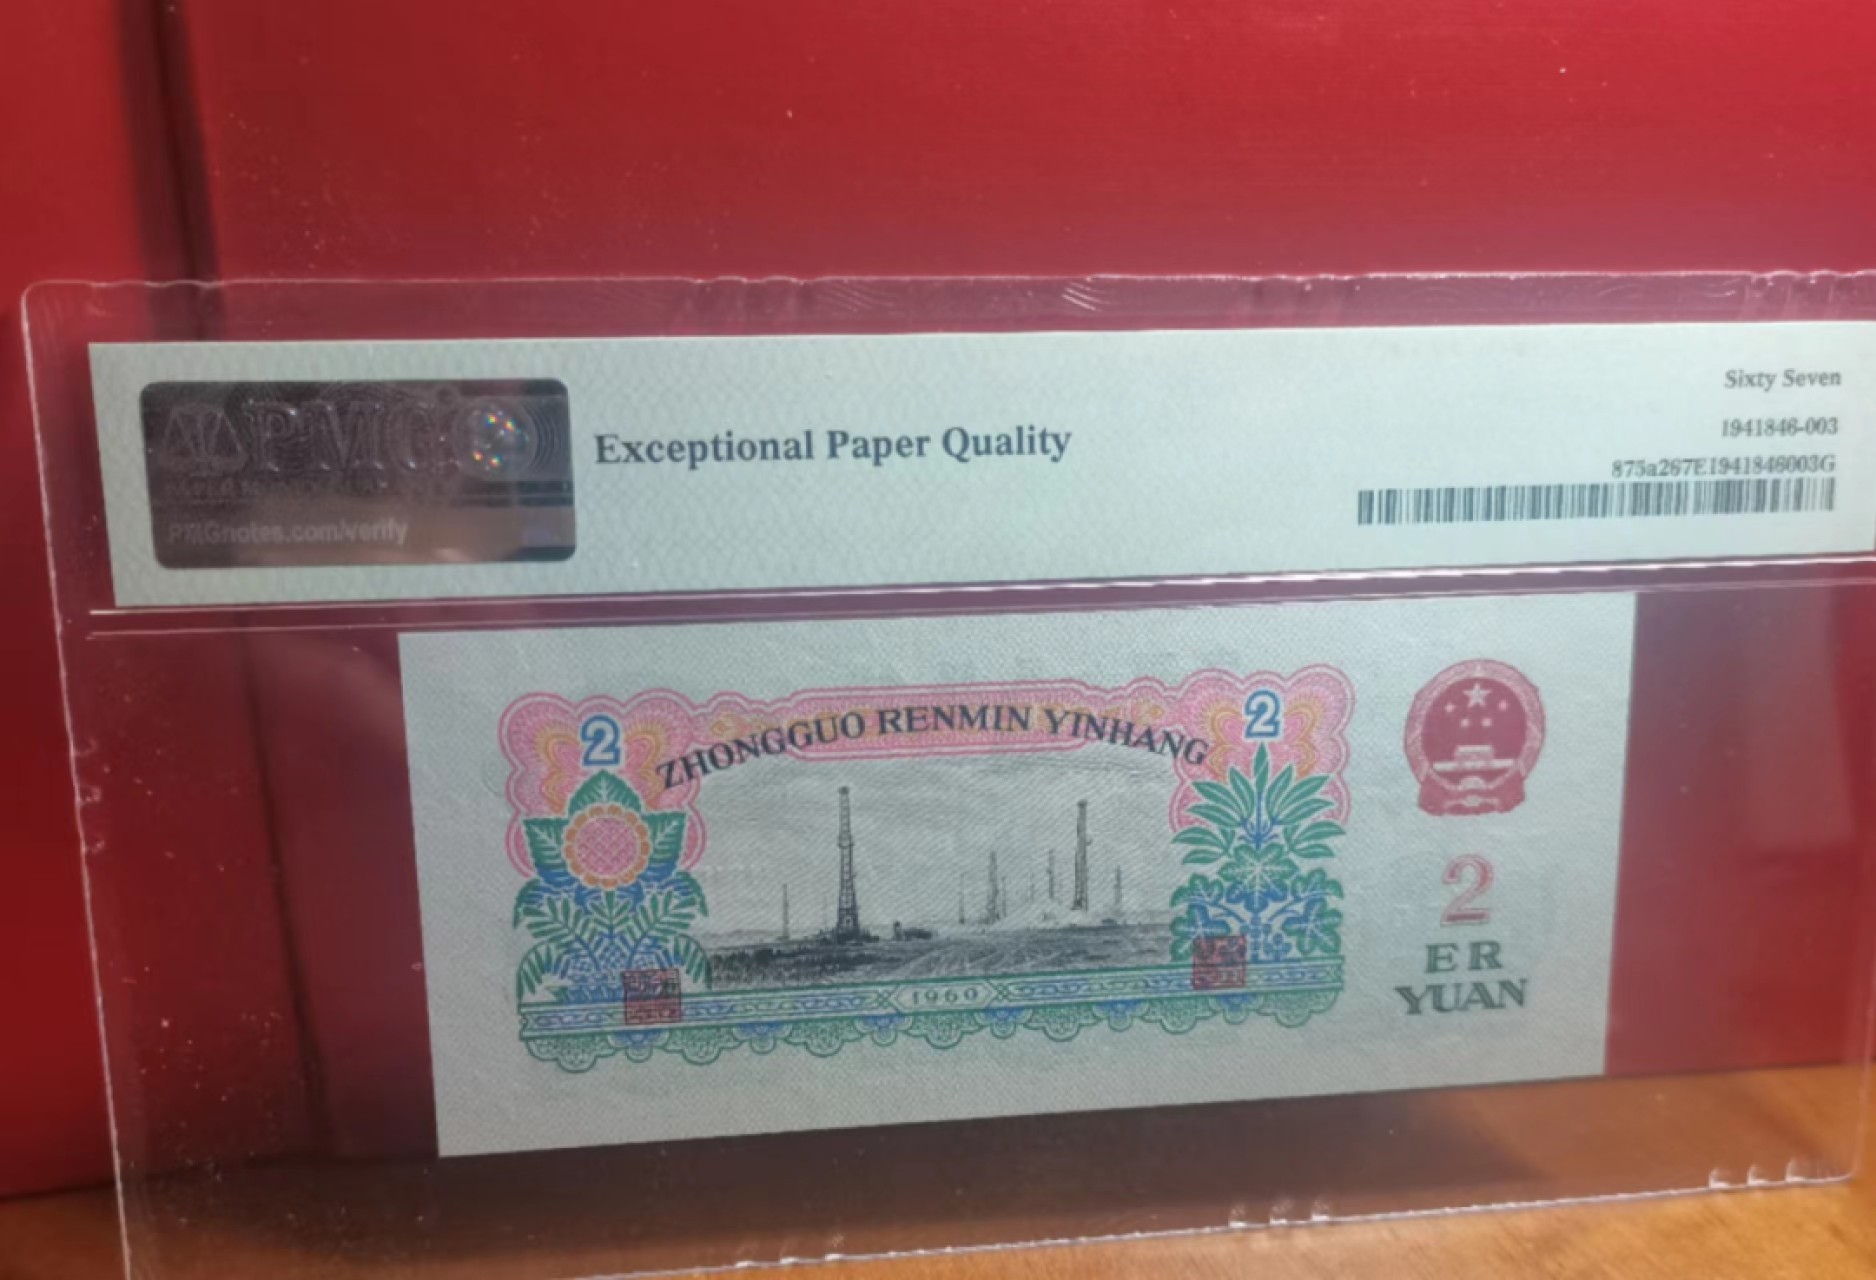 PMG
Exceptional Paper Quality
Sixty Seven
1941846-003
875a267E1941846003G
PMGnotes.com/verify
2
ZHONGGUO RENMIN YINHANG
2
2
ER
YUAN
1960